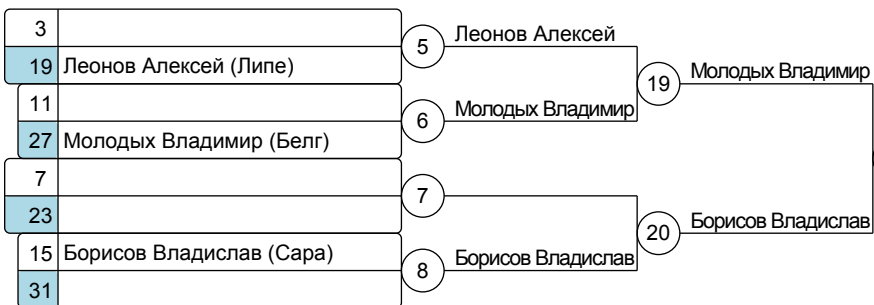 3
19 Леонов Алексей (Липе)
5 Леонов Алексей
11
27 Молодых Владимир (Белг)
6 Молодых Владимир
19 Молодых Владимир
7
23
7
15 Борисов Владислав (Сара)
31
8 Борисов Владислав
20 Борисов Владислав